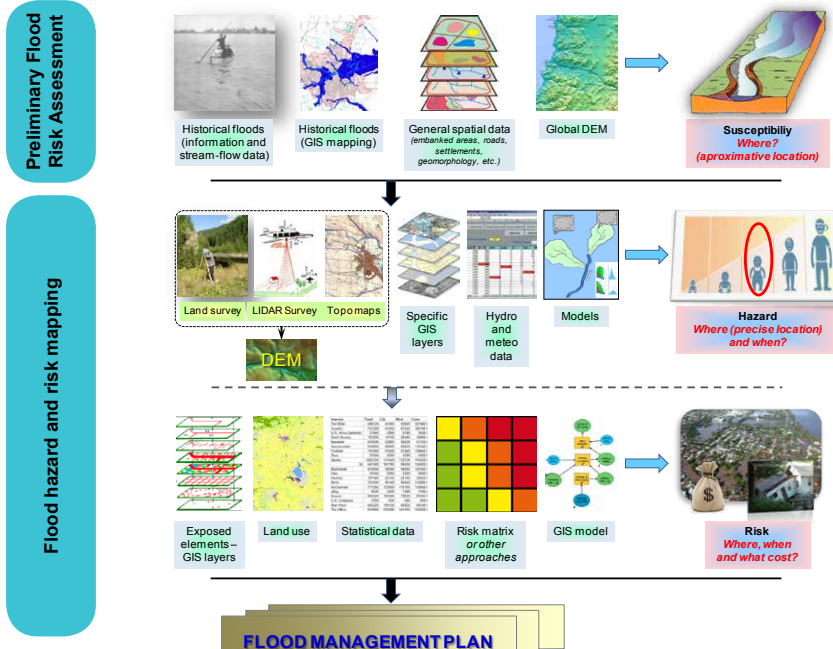 Preliminary Flood
Risk Assessment
Historical floods
(information and
stream-flow data)
Historical floods
(GIS mapping)
General spatial data
(embanked areas, roads,
settlements,
geomorphology, etc.)
Global DEM
Susceptibiliy
Where?
(aproximative location)
Flood hazard and risk mapping
Land survey
LIDAR Survey
Topo maps
DEM
Specific
GIS
layers
Hydro
and
meteo
data
Models
Hazard
Where (precise location)
and when?
Exposed
elements–
GIS layers
Land use
Statistical data
Risk matrix
or other
approaches
GIS model
$
Risk
Where, when
and what cost?
FLOOD MANAGEMENT PLAN